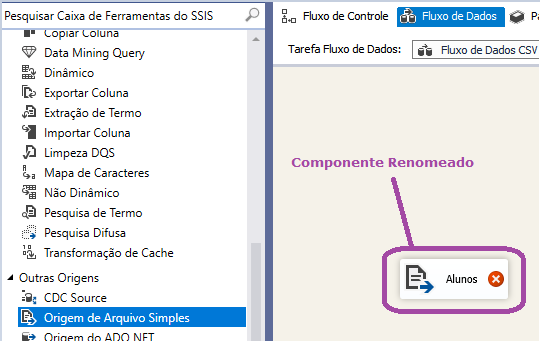 Pesquisar Caixa de Ferramentas do SSIS
Copiar Coluna
Data Mining Query
Dinâmico
Exportar Coluna
Extração de Termo
Importar Coluna
Limpeza DQS
Mapa de Caracteres
Não Dinâmico
Pesquisa de Termo
Pesquisa Difusa
Transformação de Cache
Outras Origens
CDC Source
Origem de Arquivo Simples
Origem do ADO NET
Fluxo de Controle
Fluxo de Dados
Tarefa Fluxo de Dados:
Fluxo de Dados CSV
Componente Renomeado
Alunos